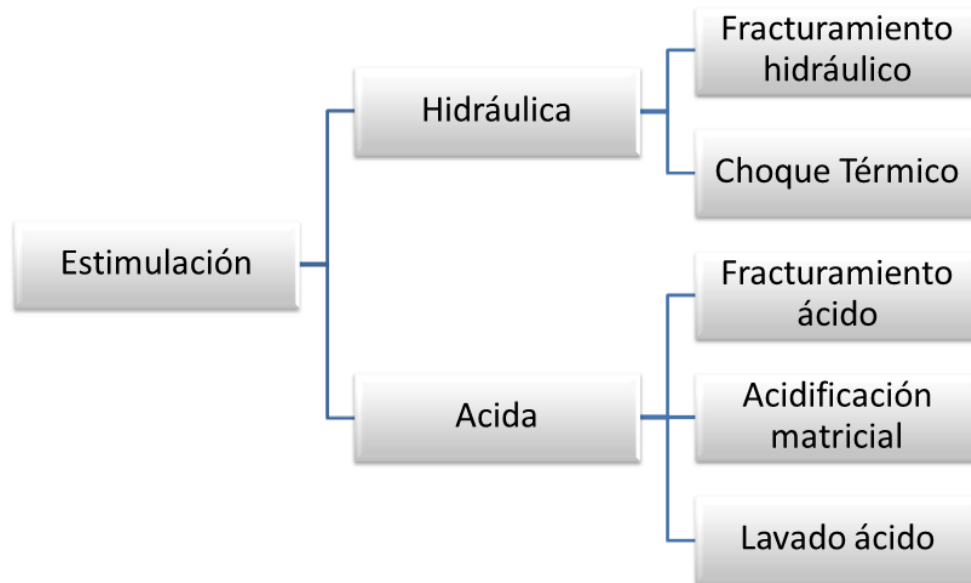 Estimulación
Hidráulica
Fracturamiento
hidráulico
Choque Térmico
Acida
Fracturamiento
ácido
Acidificación
matricial
Lavado ácido